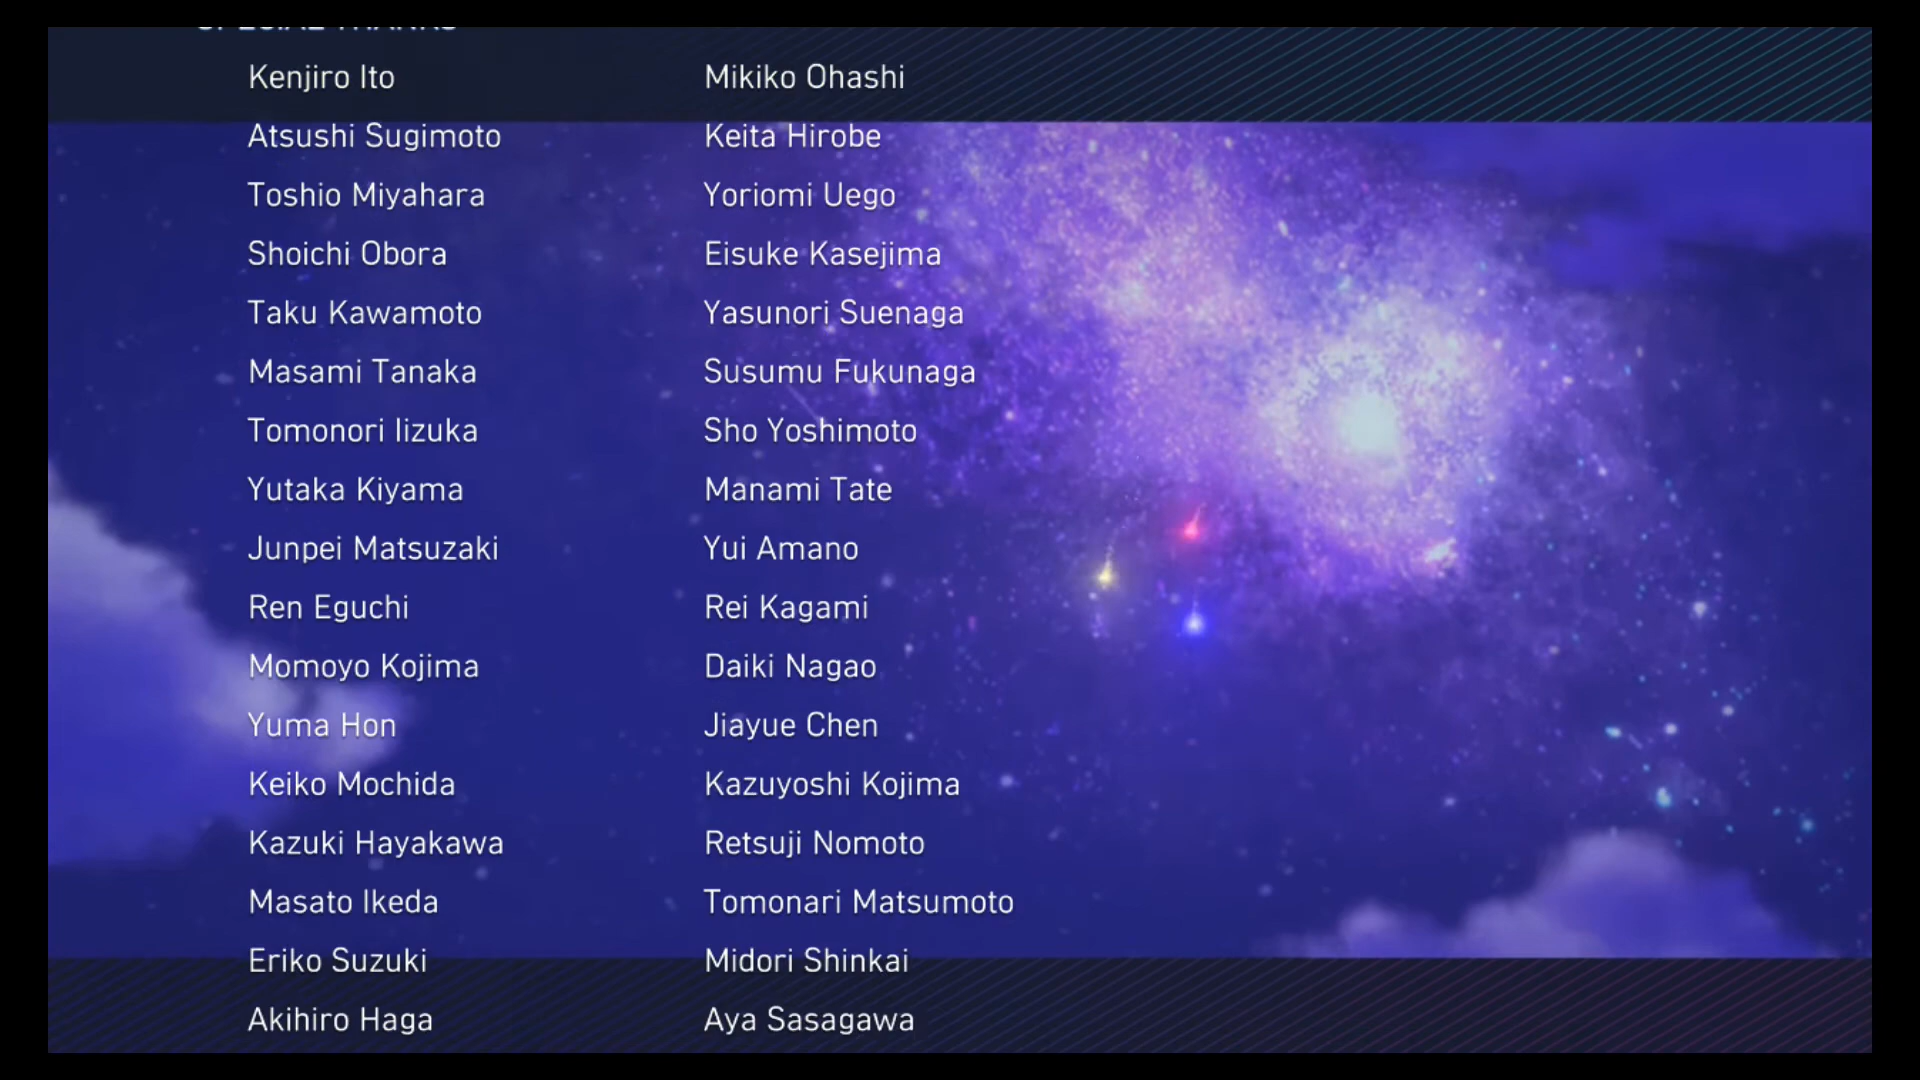 SPECIAL THANKS
Kenjiro Ito Mikiko Ohashi
Atsushi Sugimoto Keita Hirobe
Toshio Miyahara Yoriomi Uego
Shoichi Obora Eisuke Kasejima
Taku Kawamoto Yasunori Suenaga
Masami Tanaka Susumu Fukunaga
Tomonori Iizuka Sho Yoshimoto
Yutaka Kiyama Manami Tate
Junpei Matsuzaki Yui Amano
Ren Eguchi Rei Kagami
Momoyo Kojima Daiki Nagao
Yuma Hon Jiayue Chen
Keiko Mochida Kazuyoshi Kojima
Kazuki Hayakawa Retsuji Nomoto
Masato Ikeda Tomonari Matsumoto
Eriko Suzuki Midori Shinkai
Akihiro Haga Aya Sasagawa